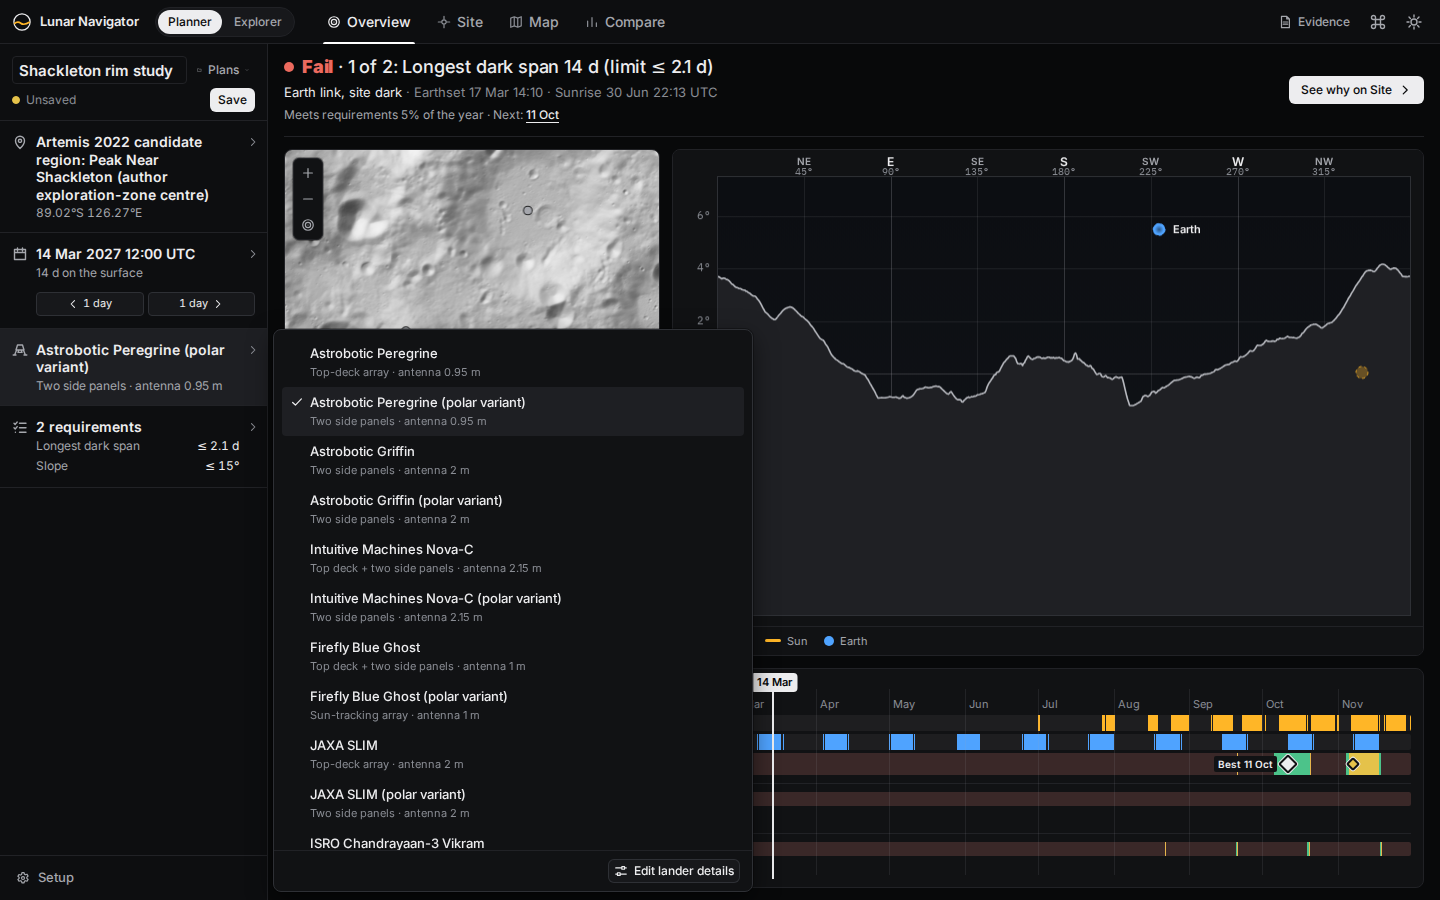 Lunar Navigator
Planner
Explorer
Overview
Site
Map
Compare
Evidence
Shackleton rim study
Plans
Unsaved
Save
Artemis 2022 candidate
region: Peak Near
Shackleton (author
exploration-zone centre)
89.02°S 126.27°E
14 Mar 2027 12:00 UTC
14 d on the surface
1 day
1 day
Astrobotic Peregrine (polar
variant)
Two side panels · antenna 0.95 m
2 requirements
Longest dark span ≤ 2.1 d
Slope ≤ 15°
Setup
Fail · 1 of 2: Longest dark span 14 d (limit ≤ 2.1 d)
Earth link, site dark · Earthset 17 Mar 14:10 · Sunrise 30 Jun 22:13 UTC
Meets requirements 5% of the year · Next: 11 Oct
See why on Site
NE E SE S SW W NW
45° 90° 135° 180° 225° 270° 315°
6°
4°
2°
Earth
Sun
Earth
Astrobotic Peregrine
Top-deck array · antenna 0.95 m
Astrobotic Peregrine (polar variant)
Two side panels · antenna 0.95 m
Astrobotic Griffin
Two side panels · antenna 2 m
Astrobotic Griffin (polar variant)
Two side panels · antenna 2 m
Intuitive Machines Nova-C
Top deck + two side panels · antenna 2.15 m
Intuitive Machines Nova-C (polar variant)
Two side panels · antenna 2.15 m
Firefly Blue Ghost
Top deck + two side panels · antenna 1 m
Firefly Blue Ghost (polar variant)
Sun-tracking array · antenna 1 m
JAXA SLIM
Top-deck array · antenna 2 m
JAXA SLIM (polar variant)
Two side panels · antenna 2 m
ISRO Chandrayaan-3 Vikram
Edit lander details
14 Mar
ar Apr May Jun Jul Aug Sep Oct Nov
Best 11 Oct